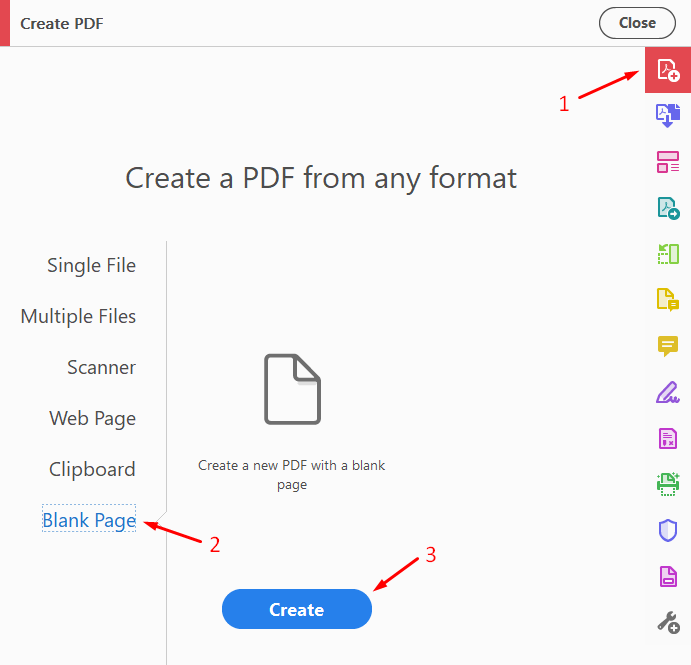 Create PDF
Close
1
Create a PDF from any format
Single File
Multiple Files
Scanner
Web Page
Clipboard
Blank Page
Create a new PDF with a blank
page
2
3
Create